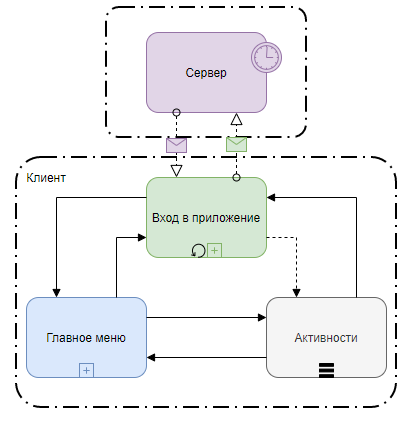 Сервер
Клиент
Вход в приложение
Главное меню
Активности